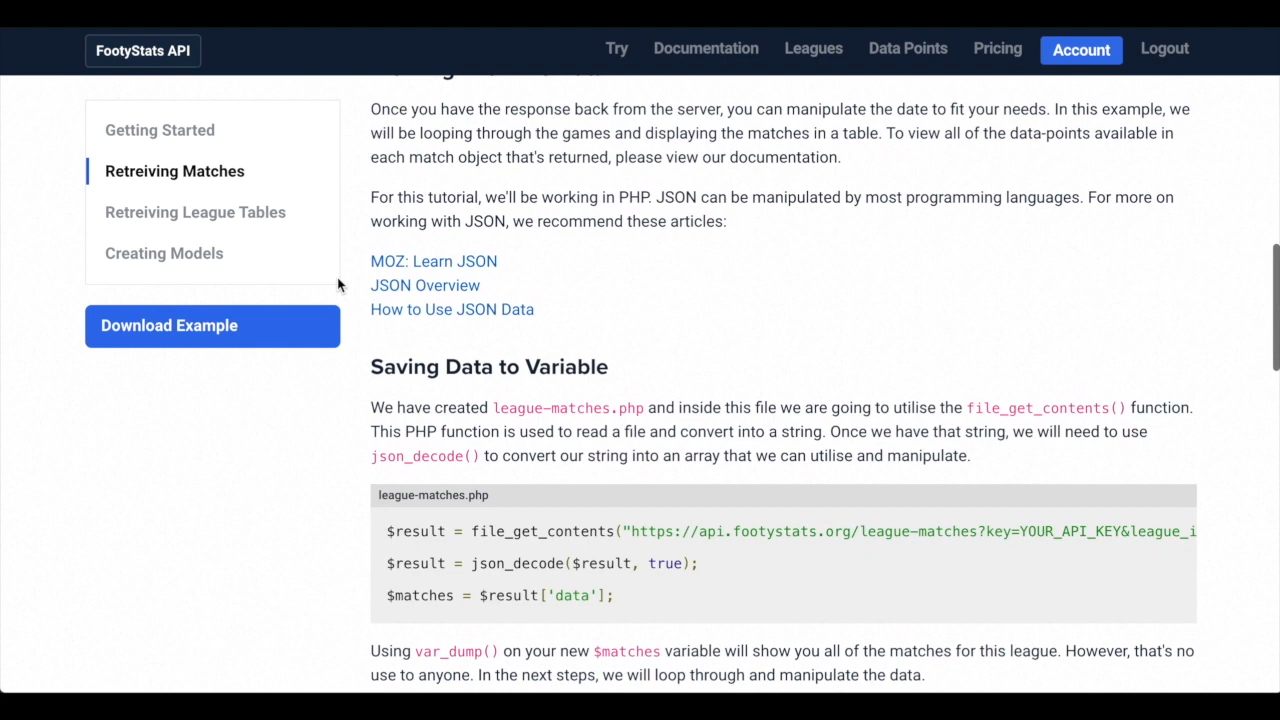 FootyStats API
Try
Documentation
Leagues
Data Points
Pricing
Account
Logout
Getting Started
Retreiving Matches
Retreiving League Tables
Creating Models
Download Example
Once you have the response back from the server, you can manipulate the date to fit your needs. In this example, we
will be looping through the games and displaying the matches in a table. To view all of the data-points available in
each match object that's returned, please view our documentation.
For this tutorial, we'll be working in PHP. JSON can be manipulated by most programming languages. For more on
working with JSON, we recommend these articles:
MOZ: Learn JSON
JSON Overview
How to Use JSON Data
Saving Data to Variable
We have created league-matches.php and inside this file we are going to utilise the file_get_contents() function.
This PHP function is used to read a file and convert into a string. Once we have that string, we will need to use
json_decode() to convert our string into an array that we can utilise and manipulate.
league-matches.php
$result = file_get_contents("https://api.footystats.org/league-matches?key=YOUR_API_KEY&league_i
$result = json_decode($result, true);
$matches = $result['data'];
Using var_dump() on your new $matches variable will show you all of the matches for this league. However, that's no
use to anyone. In the next steps, we will loop through and manipulate the data.